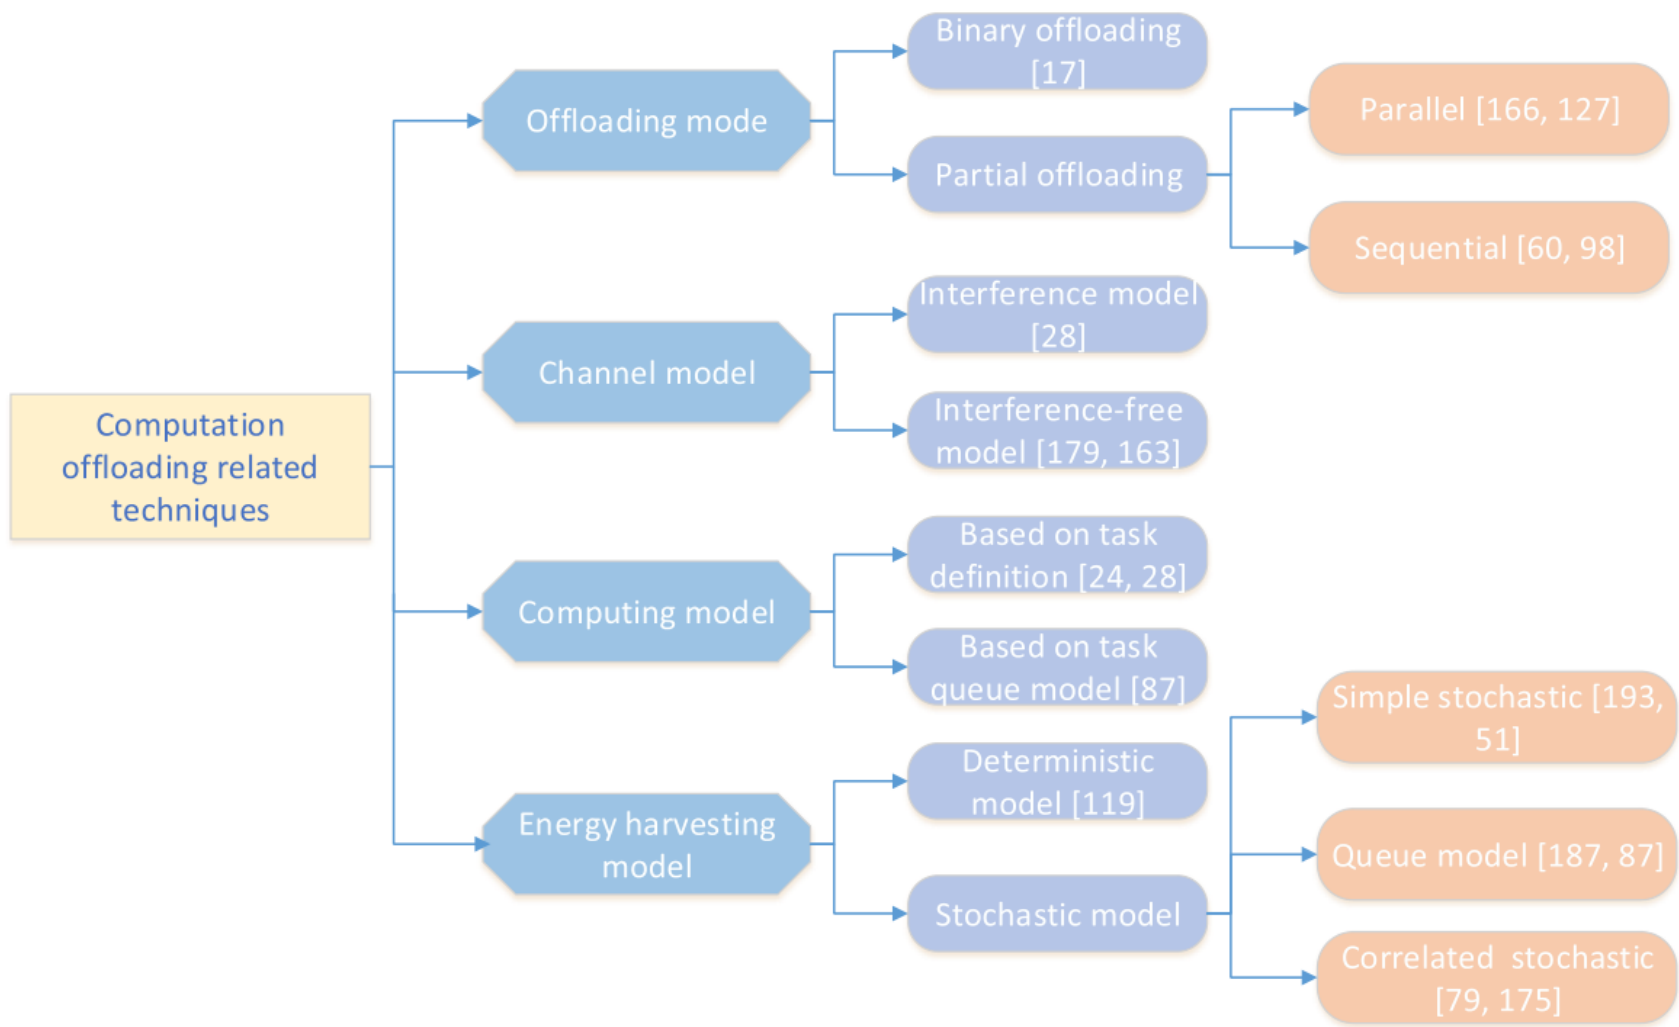 Computation
offloading related
techniques
Offloading mode
Binary offloading
[17]
Partial offloading
Parallel [166, 127]
Sequential [60, 98]
Channel model
Interference model
[28]
Interference-free
model [179, 163]
Computing model
Based on task
definition [24, 28]
Based on task
queue model [87]
Energy harvesting
model
Deterministic
model [119]
Stochastic model
Simple stochastic [193,
51]
Queue model [187, 87]
Correlated  stochastic
[79, 175]